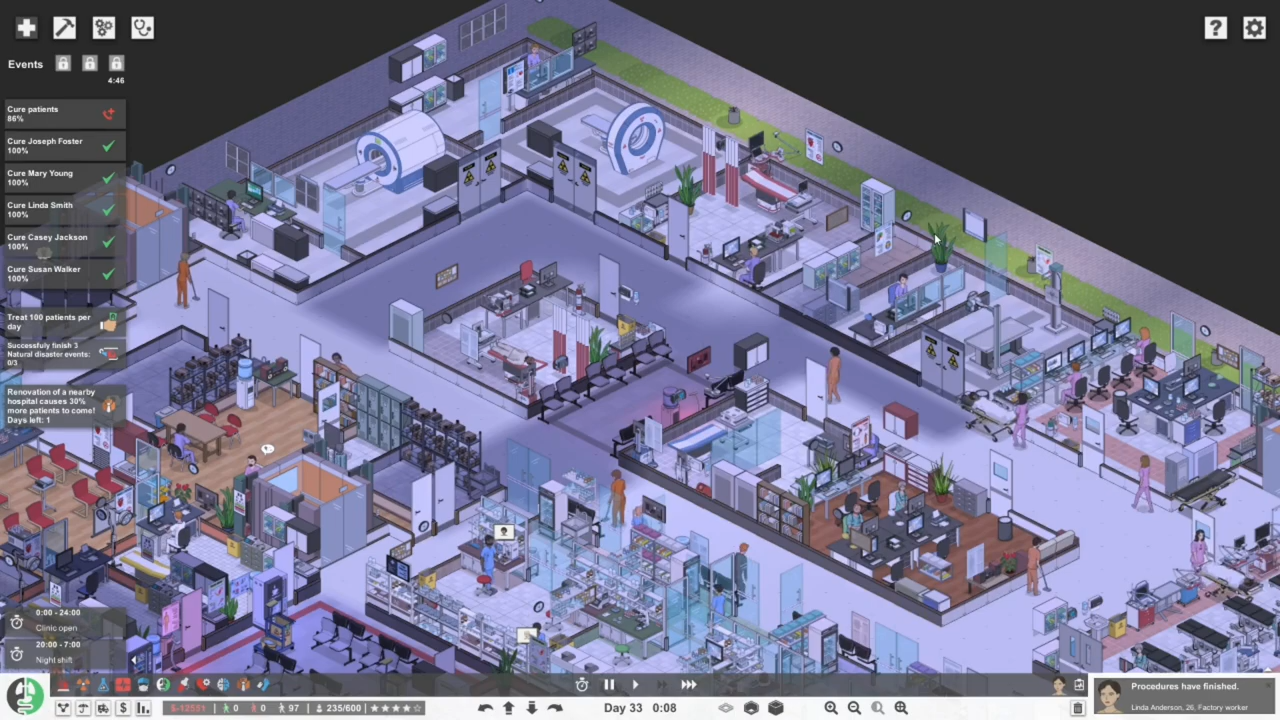 Events
4:46
Cure patients
86%
Cure Joseph Foster
100%
Cure Mary Young
100%
Cure Linda Smith
100%
Cure Casey Jackson
100%
Cure Susan Walker
100%
Treat 100 patients per
day
Successfuly finish 3
Natural disaster events:
0/3
Renovation of a nearby
hospital causes 30%
more patients to come!
Days left: 1
0:00 - 24:00
Clinic open
20:00 - 7:00
Night shift
$-12551
0
0
97
235/600
Day 33 0:08
Procedures have finished.
Linda Anderson, 26, Factory worker